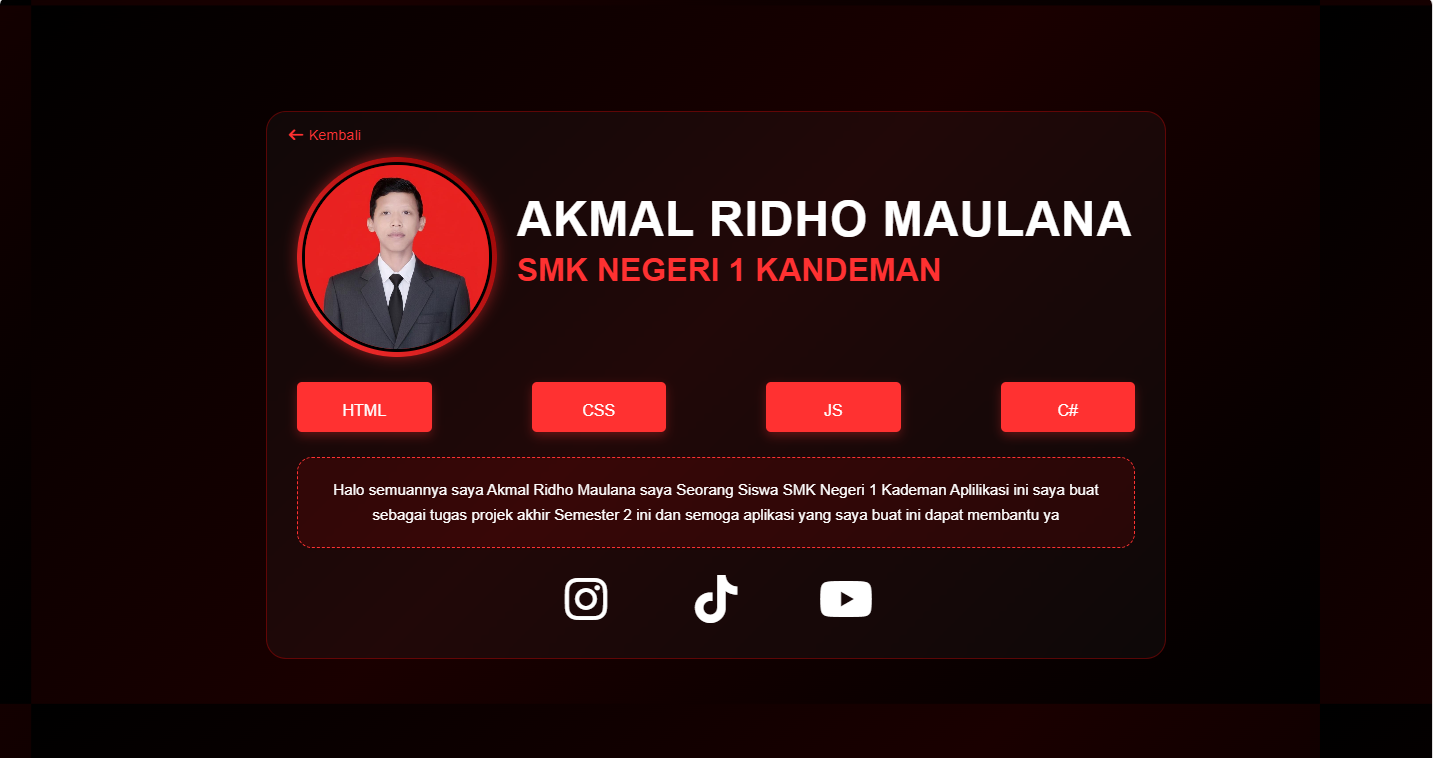 Kembali
AKMAL RIDHO MAULANA
SMK NEGERI 1 KANDEMAN
HTML
CSS
JS
C#
Halo semuannya saya Akmal Ridho Maulana saya Seorang Siswa SMK Negeri 1 Kademan Aplilikasi ini saya buat
sebagai tugas projek akhir Semester 2 ini dan semoga aplikasi yang saya buat ini dapat membantu ya